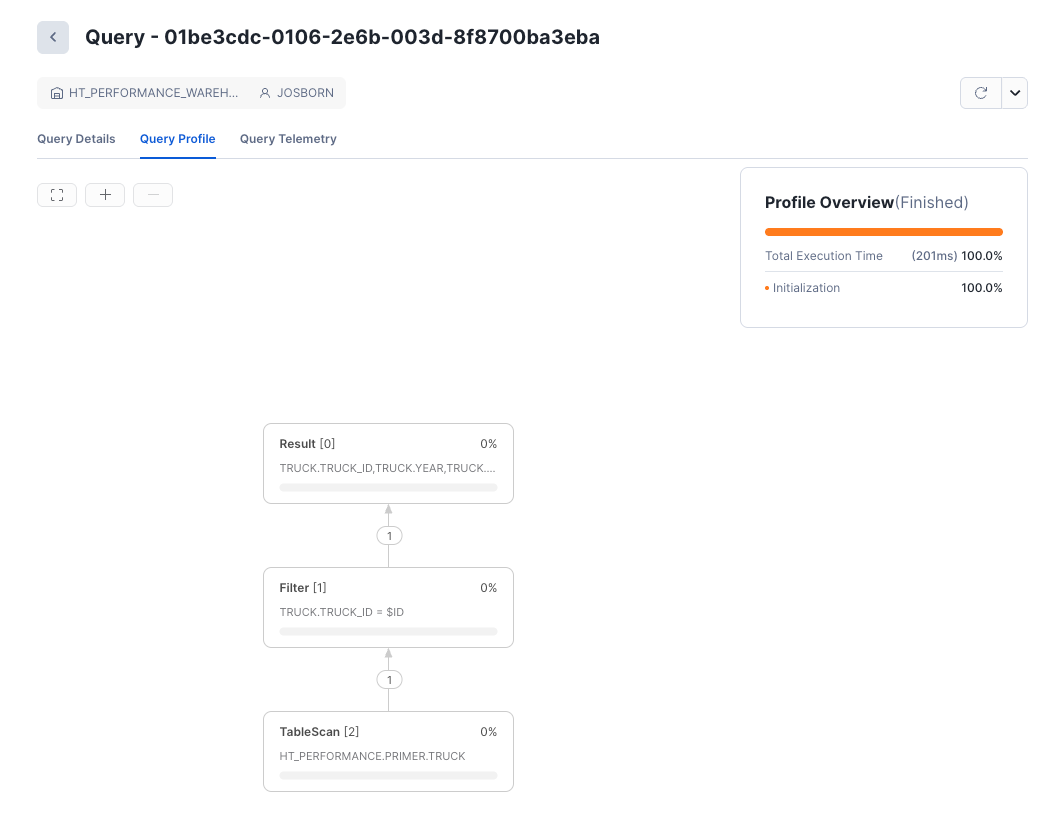 Query - 01be3cdc-0106-2e6b-003d-8f8700ba3eba
HT_PERFORMANCE_WAREH... JOSBORN
Query Details Query Profile Query Telemetry
Profile Overview(Finished)
Total Execution Time (201ms) 100.0%
Initialization 100.0%
Result [0] 0%
TRUCK.TRUCK_ID,TRUCK.YEAR,TRUCK....
1
Filter [1] 0%
TRUCK.TRUCK_ID = $ID
1
TableScan [2] 0%
HT_PERFORMANCE.PRIMER.TRUCK